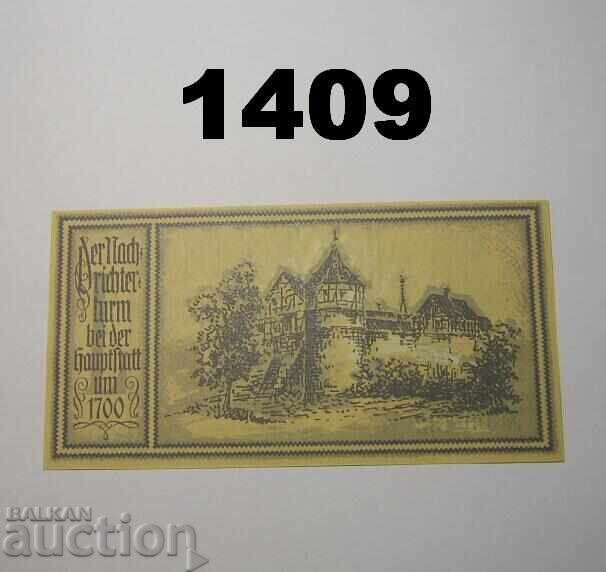 1409
Der Nach-
richter-
turm
bei der
Hauptstatt
um
1700
BALKAN
auction